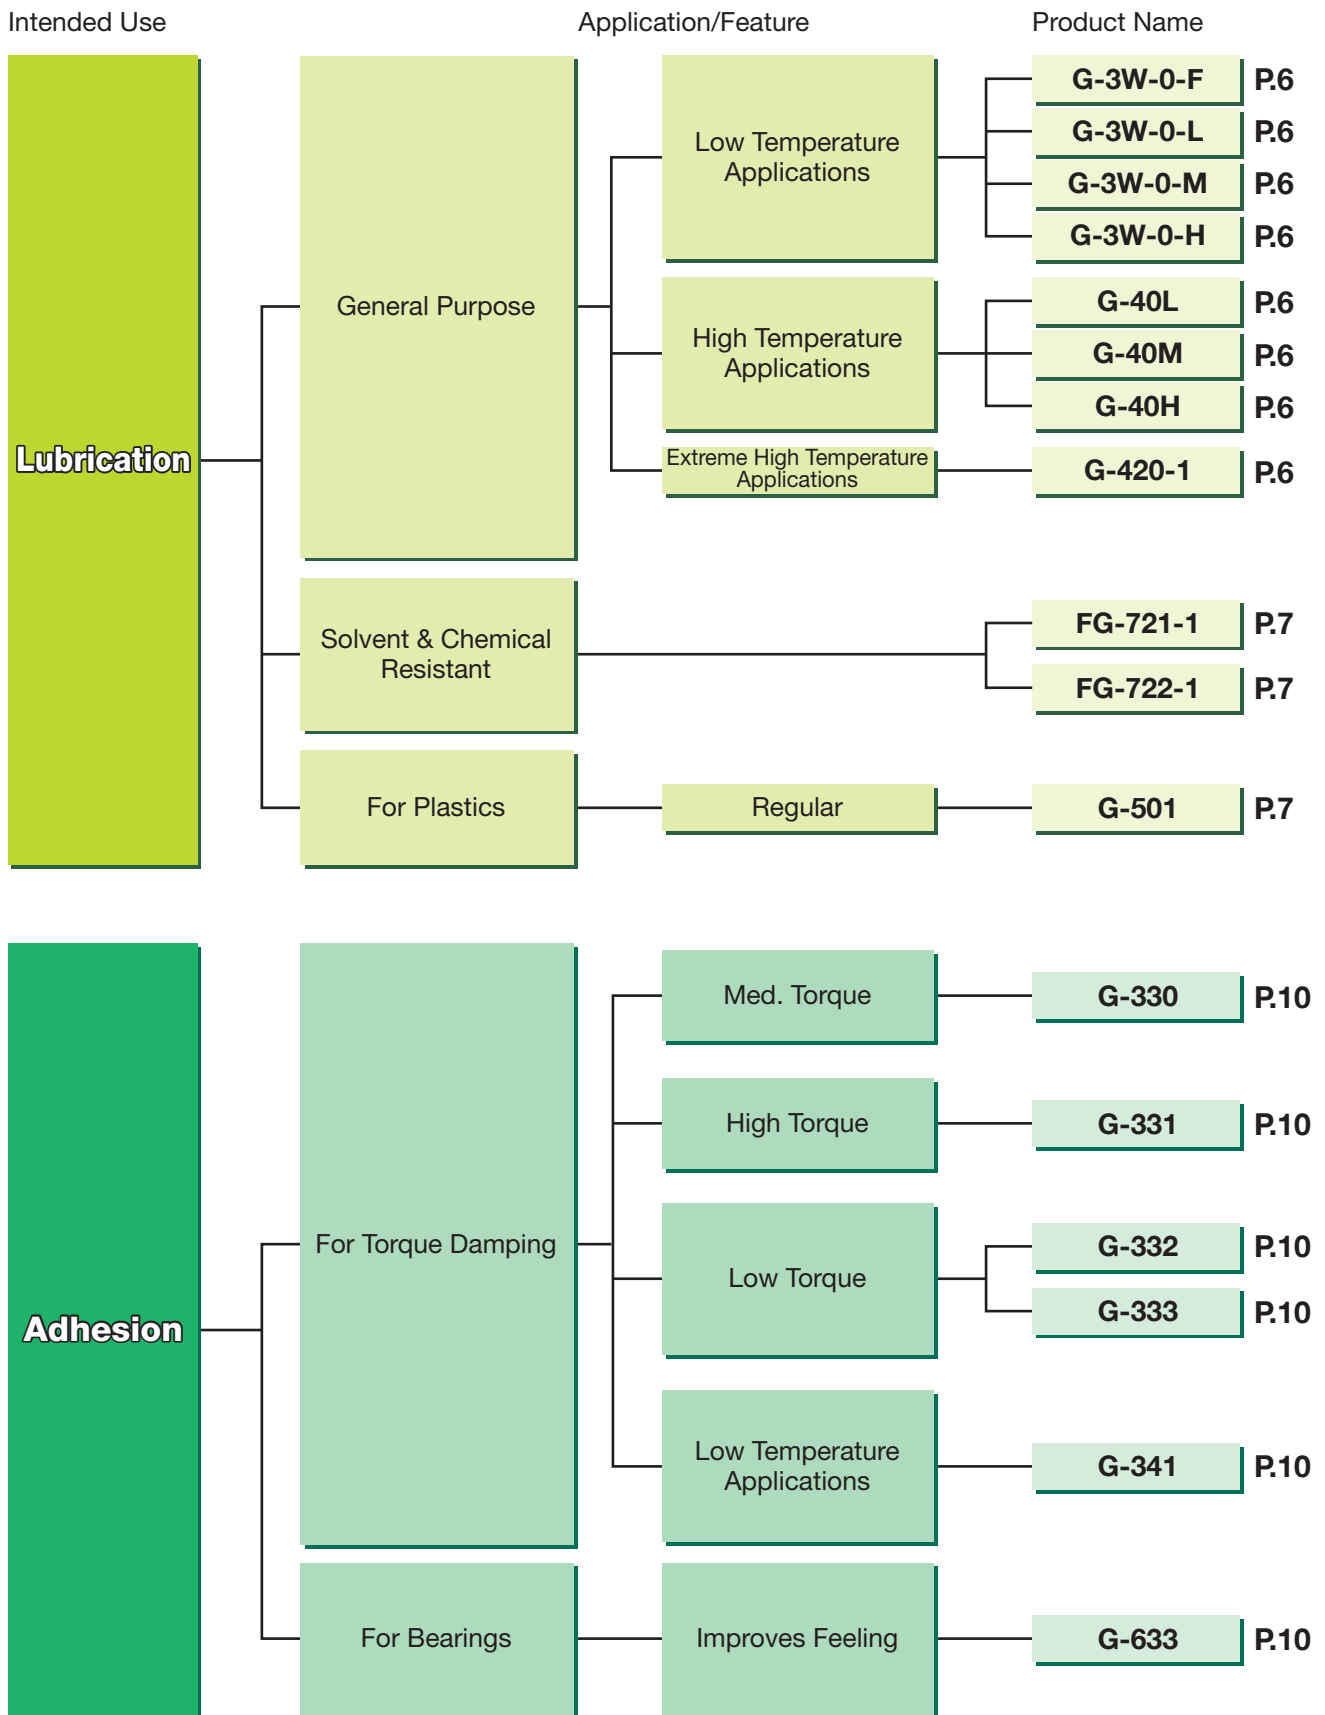 Intended Use
Application/Feature
Product Name
Lubrication
General Purpose
Low Temperature
Applications
G-3W-0-F P.6
G-3W-0-L P.6
G-3W-0-M P.6
G-3W-0-H P.6
High Temperature
Applications
G-40L P.6
G-40M P.6
G-40H P.6
Extreme High Temperature
Applications
G-420-1 P.6
Solvent & Chemical
Resistant
FG-721-1 P.7
FG-722-1 P.7
For Plastics
Regular
G-501 P.7
Adhesion
For Torque Damping
Med. Torque
G-330 P.10
High Torque
G-331 P.10
Low Torque
G-332 P.10
G-333 P.10
Low Temperature
Applications
G-341 P.10
For Bearings
Improves Feeling
G-633 P.10